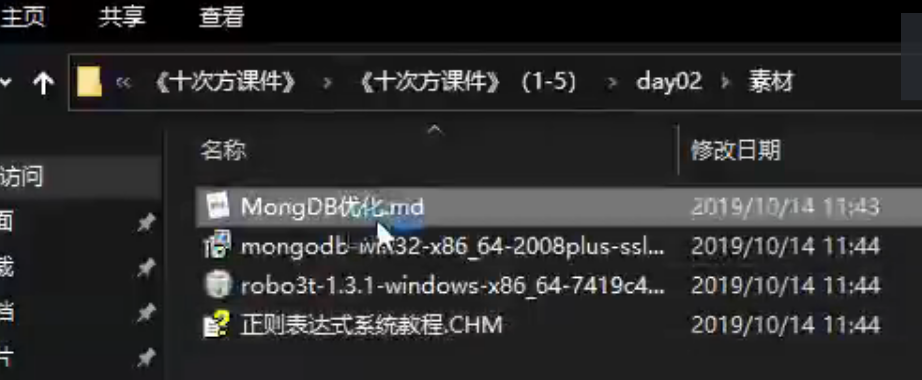 主页 共享 查看
« 《十次方课件》 › 《十次方课件》 (1-5) › day02 › 素材
名称 修改日期
访问
面 MongDB优化.md 2019/10/14 11:43
载 mongodb-win32-x86_64-2008plus-ssl... 2019/10/14 11:44
档 robo3t-1.3.1-windows-x86_64-7419c4... 2019/10/14 11:44
片 正则表达式系统教程.CHM 2019/10/14 11:44